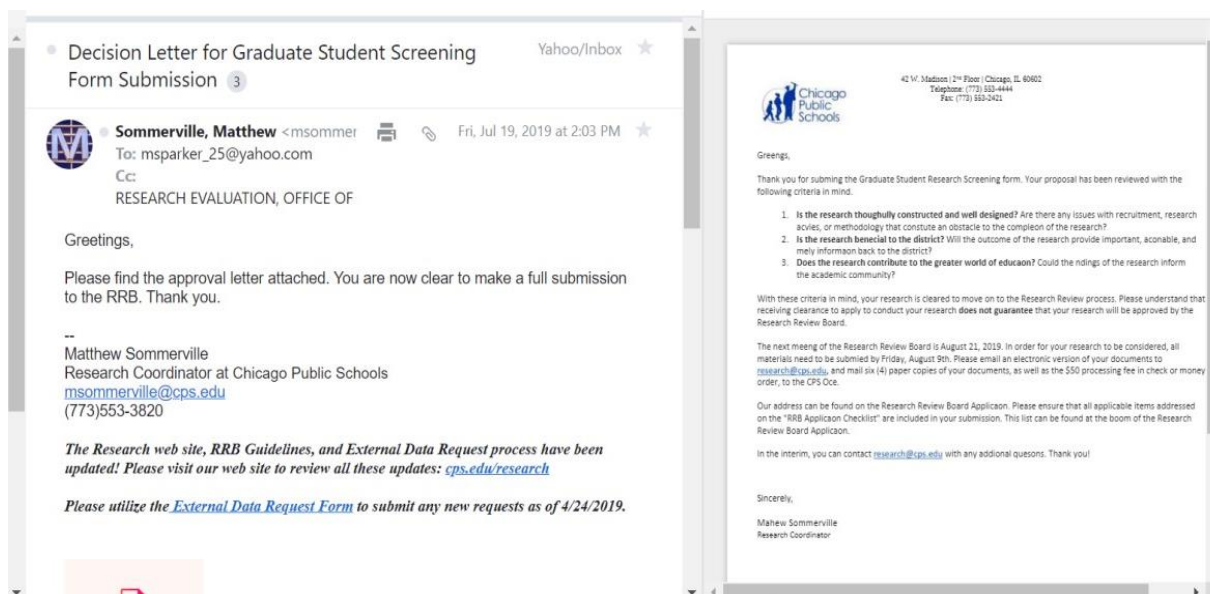 Decision Letter for Graduate Student Screening
Form Submission 3
Yahoo/Inbox
Sommerville, Matthew <msommer
Fri, Jul 19, 2019 at 2:03 PM
To: msparker_25@yahoo.com
Cc:
RESEARCH EVALUATION, OFFICE OF
Greetings,
Please find the approval letter attached. You are now clear to make a full submission
to the RRB. Thank you.
--
Matthew Sommerville
Research Coordinator at Chicago Public Schools
msommerville@cps.edu
(773)553-3820
The Research web site, RRB Guidelines, and External Data Request process have been
updated! Please visit our web site to review all these updates: cps.edu/research
Please utilize the External Data Request Form to submit any new requests as of 4/24/2019.
Chicago
Public
Schools
42 W. Madison | 2ⁿᵈ Floor | Chicago, IL 60602
Telephone: (773) 553-4444
Fax: (773) 553-2421
Greengs,
Thank you for subming the Graduate Student Research Screening form. Your proposal has been reviewed with the
following criteria in mind.
1. Is the research thoughully constructed and well designed? Are there any issues with recruitment, research
acvies, or methodology that constute an obstacle to the compleon of the research?
2. Is the research benecial to the district? Will the outcome of the research provide important, aconable, and
mely informaon back to the district?
3. Does the research contribute to the greater world of educaon? Could the ndings of the research inform
the academic community?
With these criteria in mind, your research is cleared to move on to the Research Review process. Please understand that
receiving clearance to apply to conduct your research does not guarantee that your research will be approved by the
Research Review Board.
The next meeng of the Research Review Board is August 21, 2019. In order for your research to be considered, all
materials need to be submied by Friday, August 9th. Please email an electronic version of your documents to
research@cps.edu, and mail six (4) paper copies of your documents, as well as the $50 processing fee in check or money
order, to the CPS Oce.
Our address can be found on the Research Review Board Applicaon. Please ensure that all applicable items addressed
on the "RRB Applicaon Checklist" are included in your submission. This list can be found at the boom of the Research
Review Board Applicaon.
In the interim, you can contact research@cps.edu with any addional quesons. Thank you!
Sincerely,
Mahew Sommerville
Research Coordinator